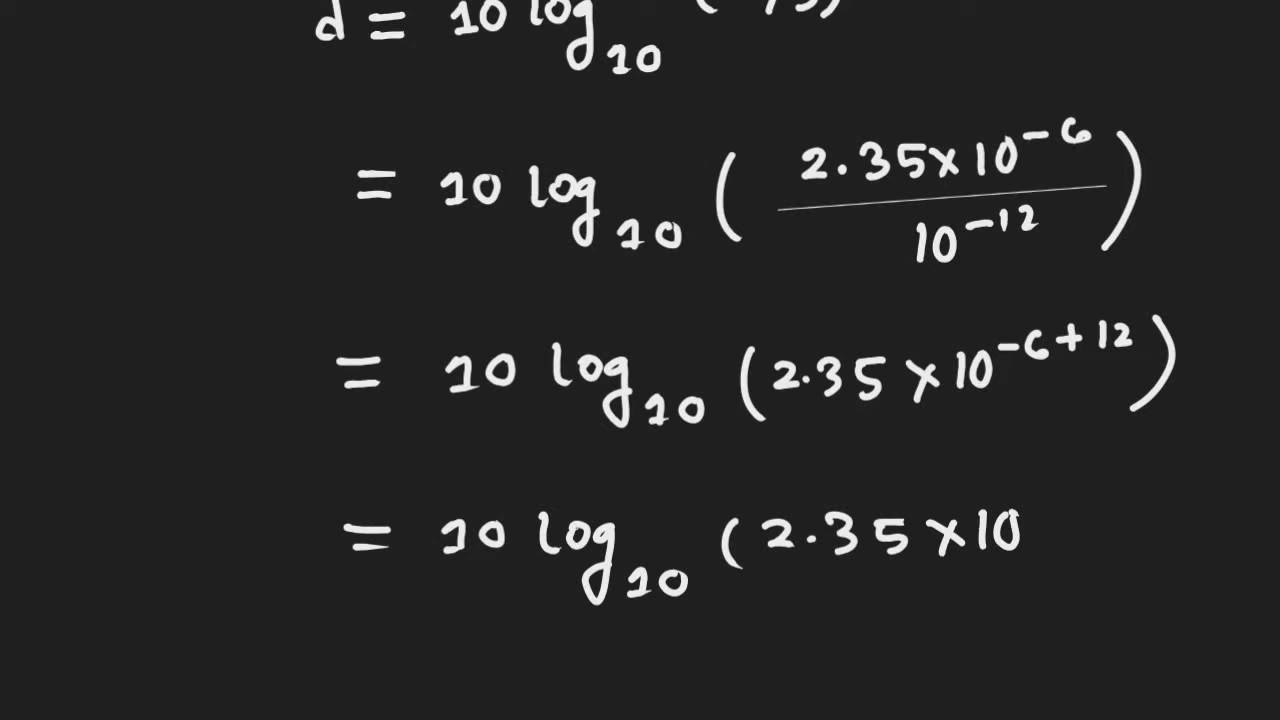 d = 10 log₁₀
= 10 log₁₀ ( 2.35×10⁻⁶ / 10⁻¹² )
= 10 log₁₀ (2.35 × 10⁻⁶⁺¹²)
= 10 log₁₀ ( 2.35 × 10